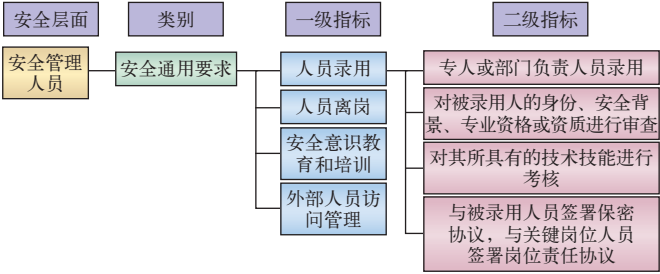 安全层面
类别
一级指标
二级指标
安全管理
人员
安全通用要求
人员录用
人员离岗
安全意识教
育和培训
外部人员访
问管理
专人或部门负责人员录用
对被录用人的身份、安全背
景、专业资格或资质进行审查
对其所具有的技术技能进行
考核
与被录用人员签署保密
协议，与关键岗位人员
签署岗位责任协议